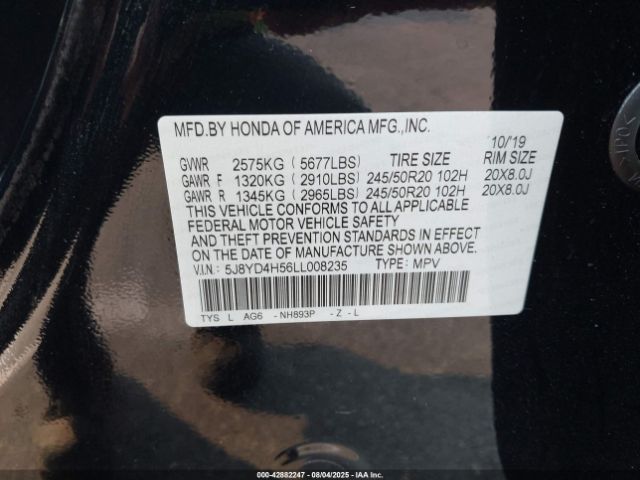 MFD.BY HONDA OF AMERICA MFG.,INC.
10/'19
GVWR 2575KG (5677LBS) TIRE SIZE RIM SIZE
GAWR F 1320KG (2910LBS) 245/50R20 102H 20X8.0J
GAWR R 1345KG (2965LBS) 245/50R20 102H 20X8.0J
THIS VEHICLE CONFORMS TO ALL APPLICABLE
FEDERAL MOTOR VEHICLE SAFETY
AND THEFT PREVENTION STANDARDS IN EFFECT
ON THE DATE OF MANUFACTURE SHOWN ABOVE.
V.I.N.: 5J8YD4H56LL008235 TYPE: MPV
TYS L AG6 -NH893P -Z -L
000-42882247 - 08/04/2025 - IAA Inc.